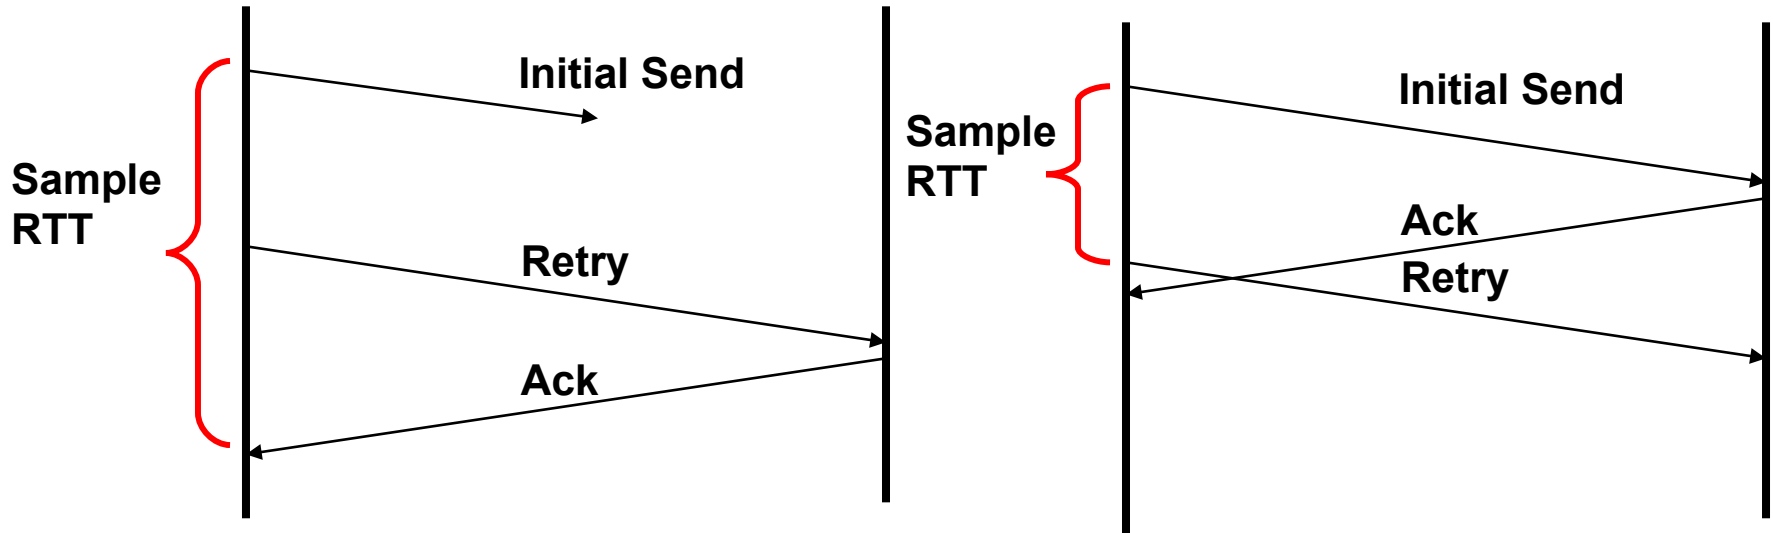 Initial Send
Sample
RTT
Retry
Ack
Initial Send
Sample
RTT
Ack
Retry